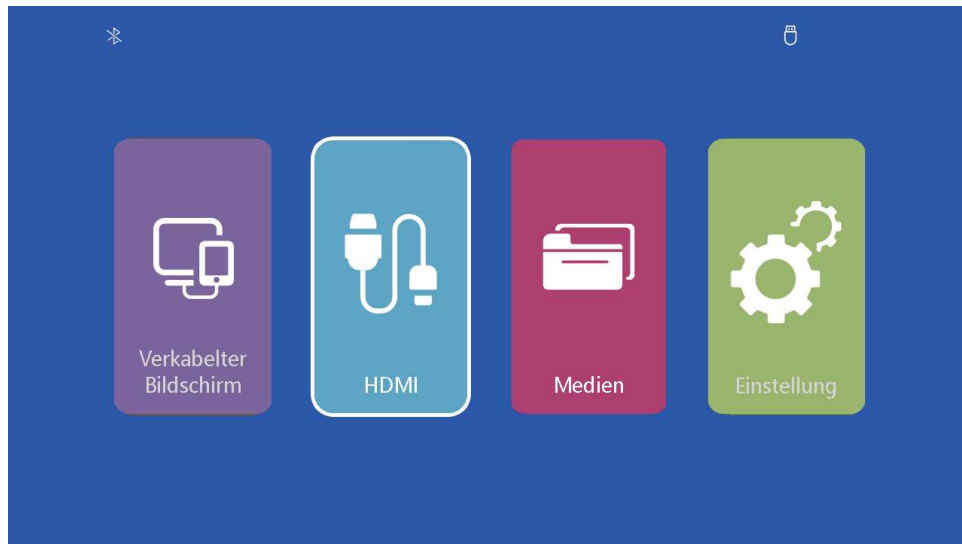 Verkabelter
Bildschirm
HDMI
Medien
Einstellung